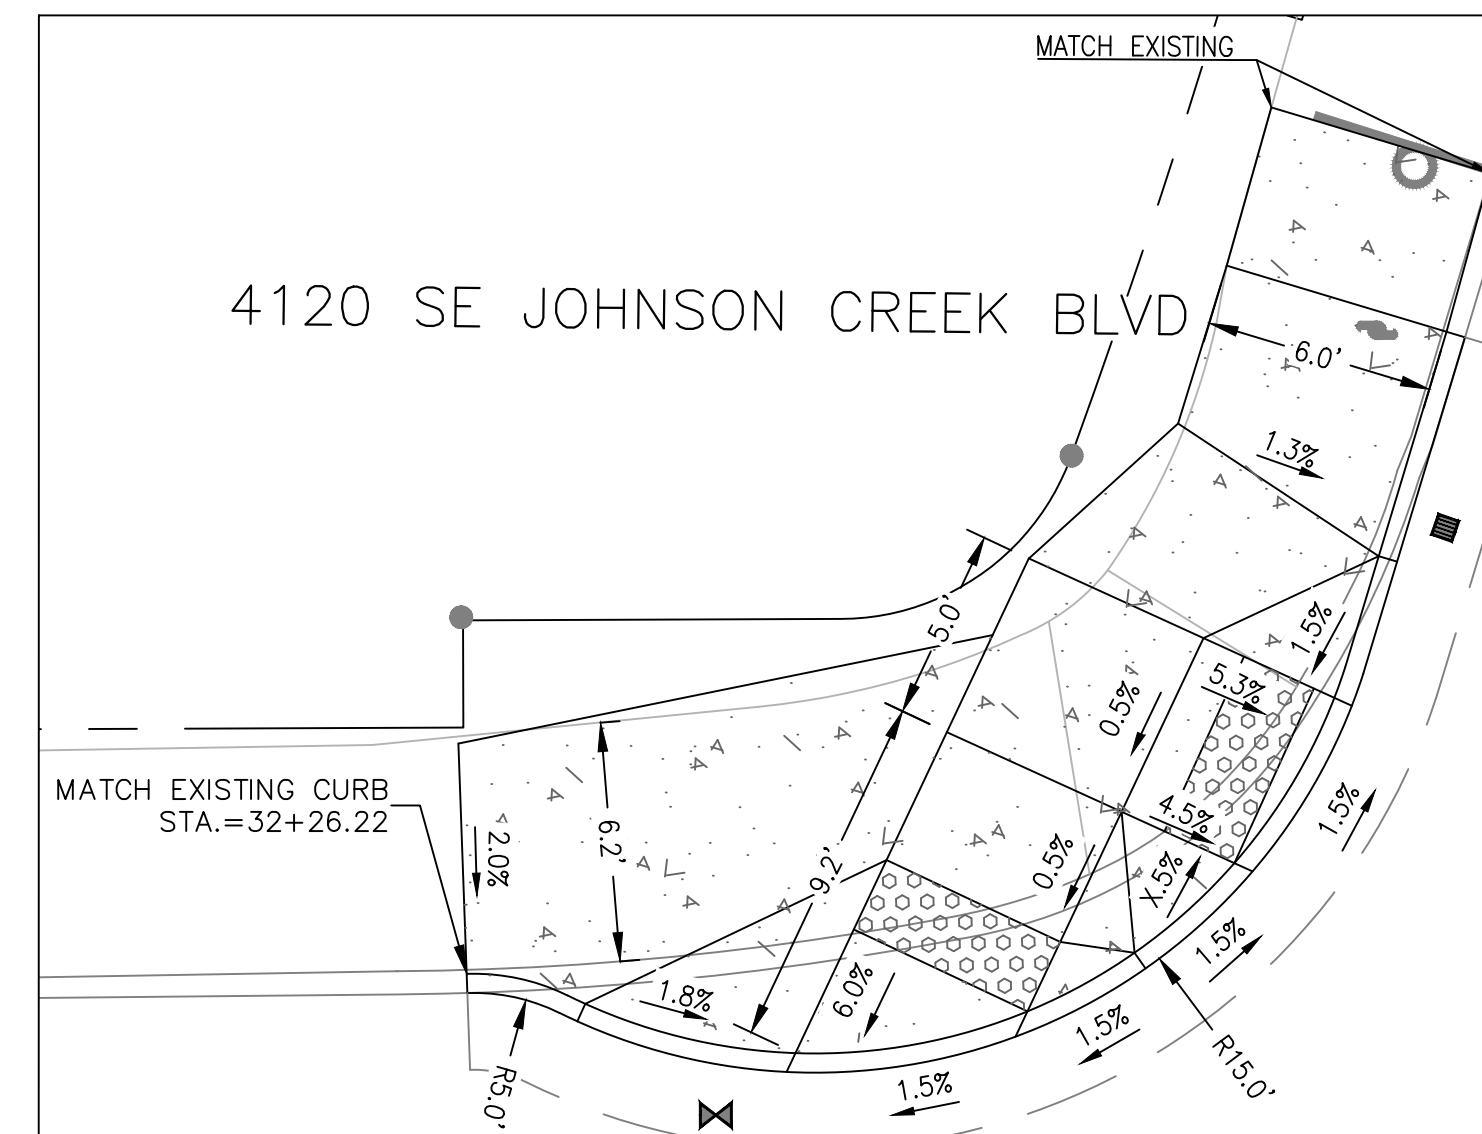 MATCH EXISTING
4120 SE JOHNSON CREEK BLVD
6.0'
1.3%
5.0'
1.5%
5.3%
0.5%
MATCH EXISTING CURB
STA.=32+26.22
2.0%
6.2'
9.2'
0.5%
4.5%
X.5%
1.5%
1.8%
6.0%
1.5%
1.5%
1.5%
R5.0'
R15.0'